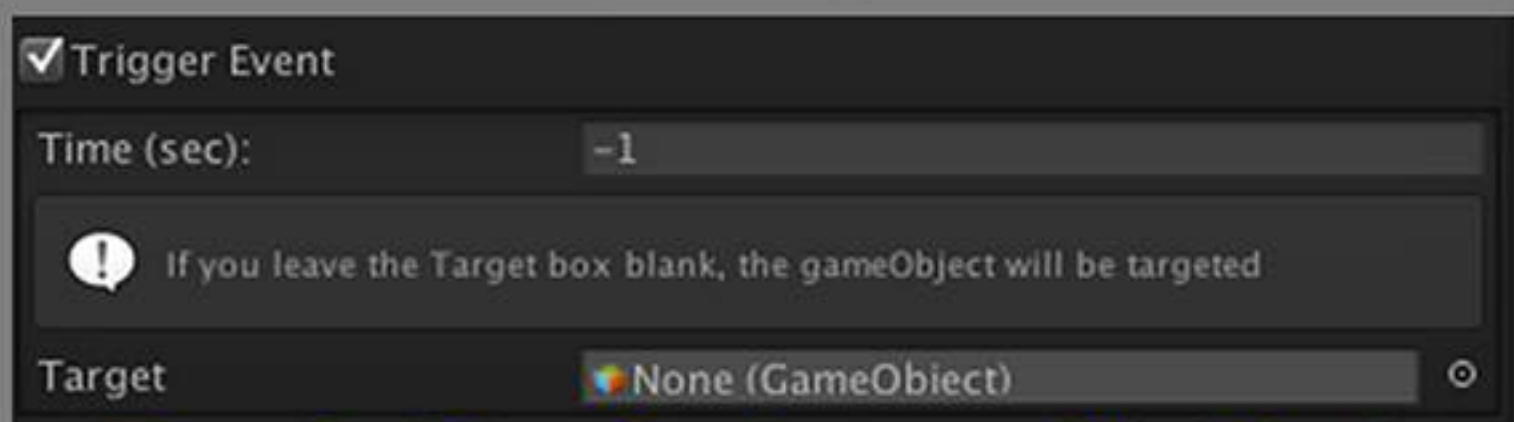 Trigger Event
Time (sec): -1
If you leave the Target box blank, the gameObject will be targeted
Target None (GameObject)